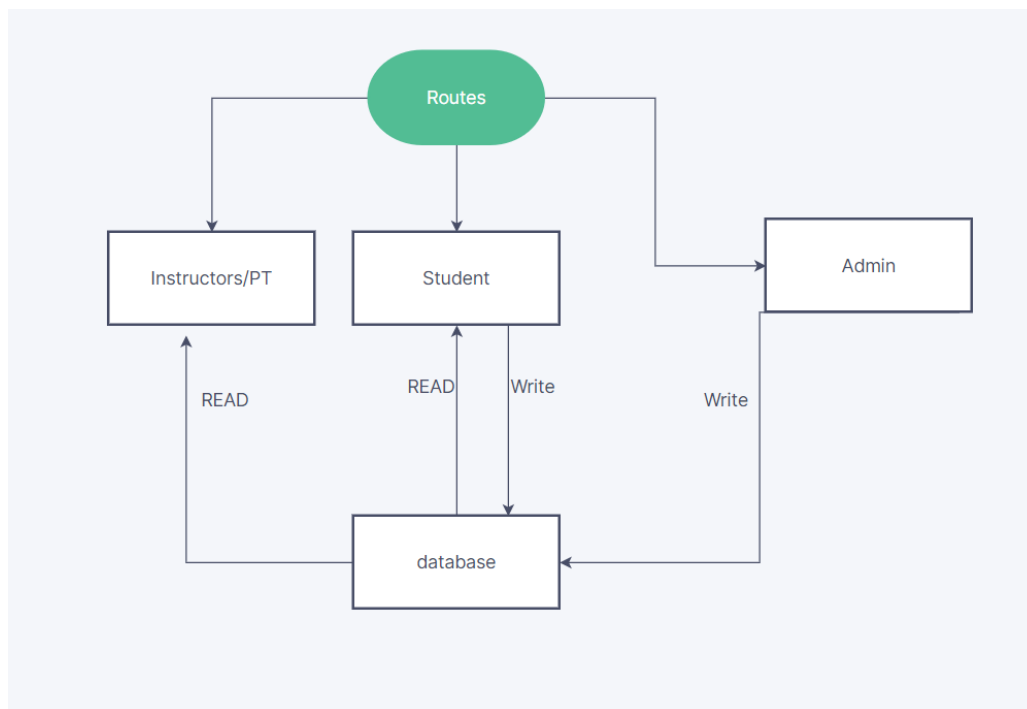 Routes
Instructors/PT
Student
Admin
READ
READ
Write
Write
database